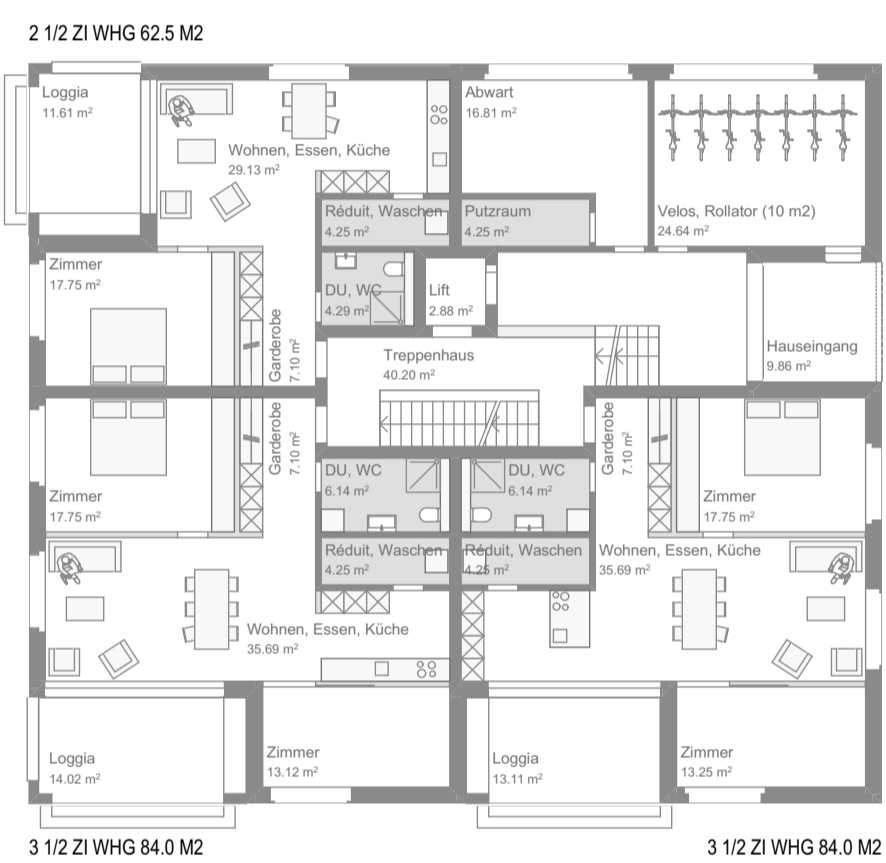 2 1/2 ZI WHG 62.5 M2
Loggia
11.61 m²
Wohnen, Essen, Küche
29.13 m²
Abwart
16.81 m²
Réduit, Waschen
4.25 m²
Putzraum
4.25 m²
Velos, Rollator (10 m2)
24.64 m²
Zimmer
17.75 m²
DU, WC
4.29 m²
Lift
2.88 m²
Garderobe
7.10 m²
Treppenhaus
40.20 m²
Hauseingang
9.86 m²
Garderobe
7.10 m²
Garderobe
7.10 m²
Zimmer
17.75 m²
DU, WC
6.14 m²
DU, WC
6.14 m²
Zimmer
17.75 m²
Réduit, Waschen
4.25 m²
Réduit, Waschen
4.25 m²
Wohnen, Essen, Küche
35.69 m²
Wohnen, Essen, Küche
35.69 m²
Loggia
14.02 m²
Zimmer
13.12 m²
Loggia
13.11 m²
Zimmer
13.25 m²
3 1/2 ZI WHG 84.0 M2
3 1/2 ZI WHG 84.0 M2